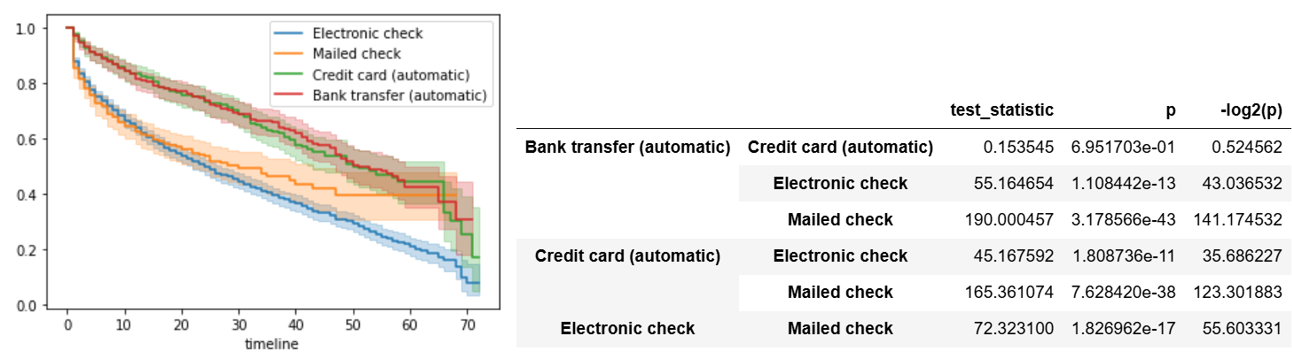 1.0
0.8
0.6
0.4
0.2
0.0
Electronic check
Mailed check
Credit card (automatic)
Bank transfer (automatic)
0 10 20 30 40 50 60 70
timeline
test_statistic p -log2(p)
Bank transfer (automatic) Credit card (automatic) 0.153545 6.951703e-01 0.524562
Electronic check 55.164654 1.108442e-13 43.036532
Mailed check 190.000457 3.178566e-43 141.174532
Credit card (automatic) Electronic check 45.167592 1.808736e-11 35.686227
Mailed check 165.361074 7.628420e-38 123.301883
Electronic check Mailed check 72.323100 1.826962e-17 55.603331